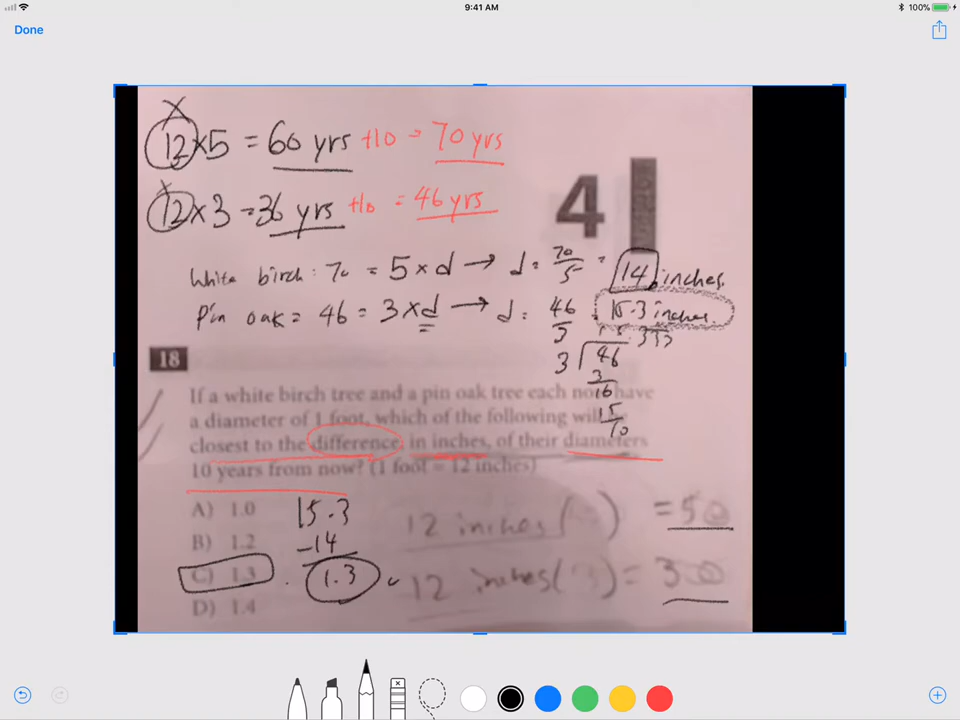 9:41 AM
100%
Done
X
12 × 5 = 60 yrs +10 = 70 yrs
X
12 × 3 = 36 yrs +10 = 46 yrs
4
White birch : 70 = 5 × d → d = 70/5 = 14 inches.
Pin oak = 46 = 3 × d → d = 46/3 = 15.3 inches.
15.333
3 46
3
16
15
10
18
If a white birch tree and a pin oak tree each now have
a diameter of 1 foot, which of the following will be
closest to the difference, in inches, of their diameters
10 years from now? (1 foot = 12 inches)
A) 1.0
B) 1.2
C) 1.3
D) 1.4
15.3
-14
1.3
12 inches ( ) = 50
12 inches ( ) = 30